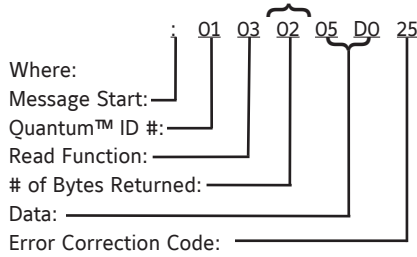 : 01 03 02 05 D0 25
Where:
Message Start:
Quantum™ ID #:
Read Function:
# of Bytes Returned:
Data:
Error Correction Code: